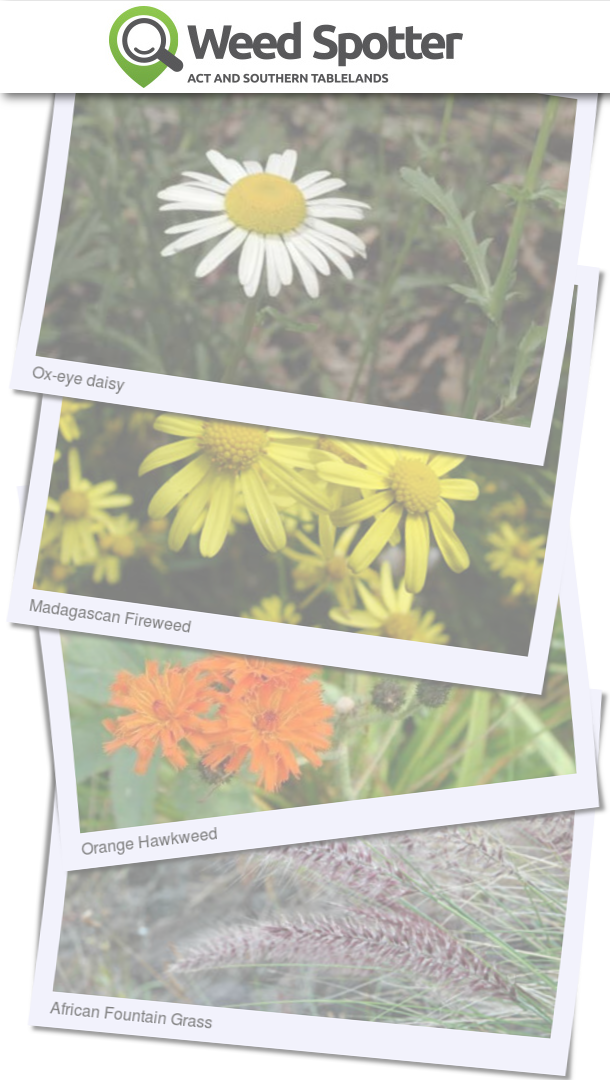 Weed Spotter
ACT AND SOUTHERN TABLELANDS
Ox-eye daisy
Madagascan Fireweed
Orange Hawkweed
African Fountain Grass